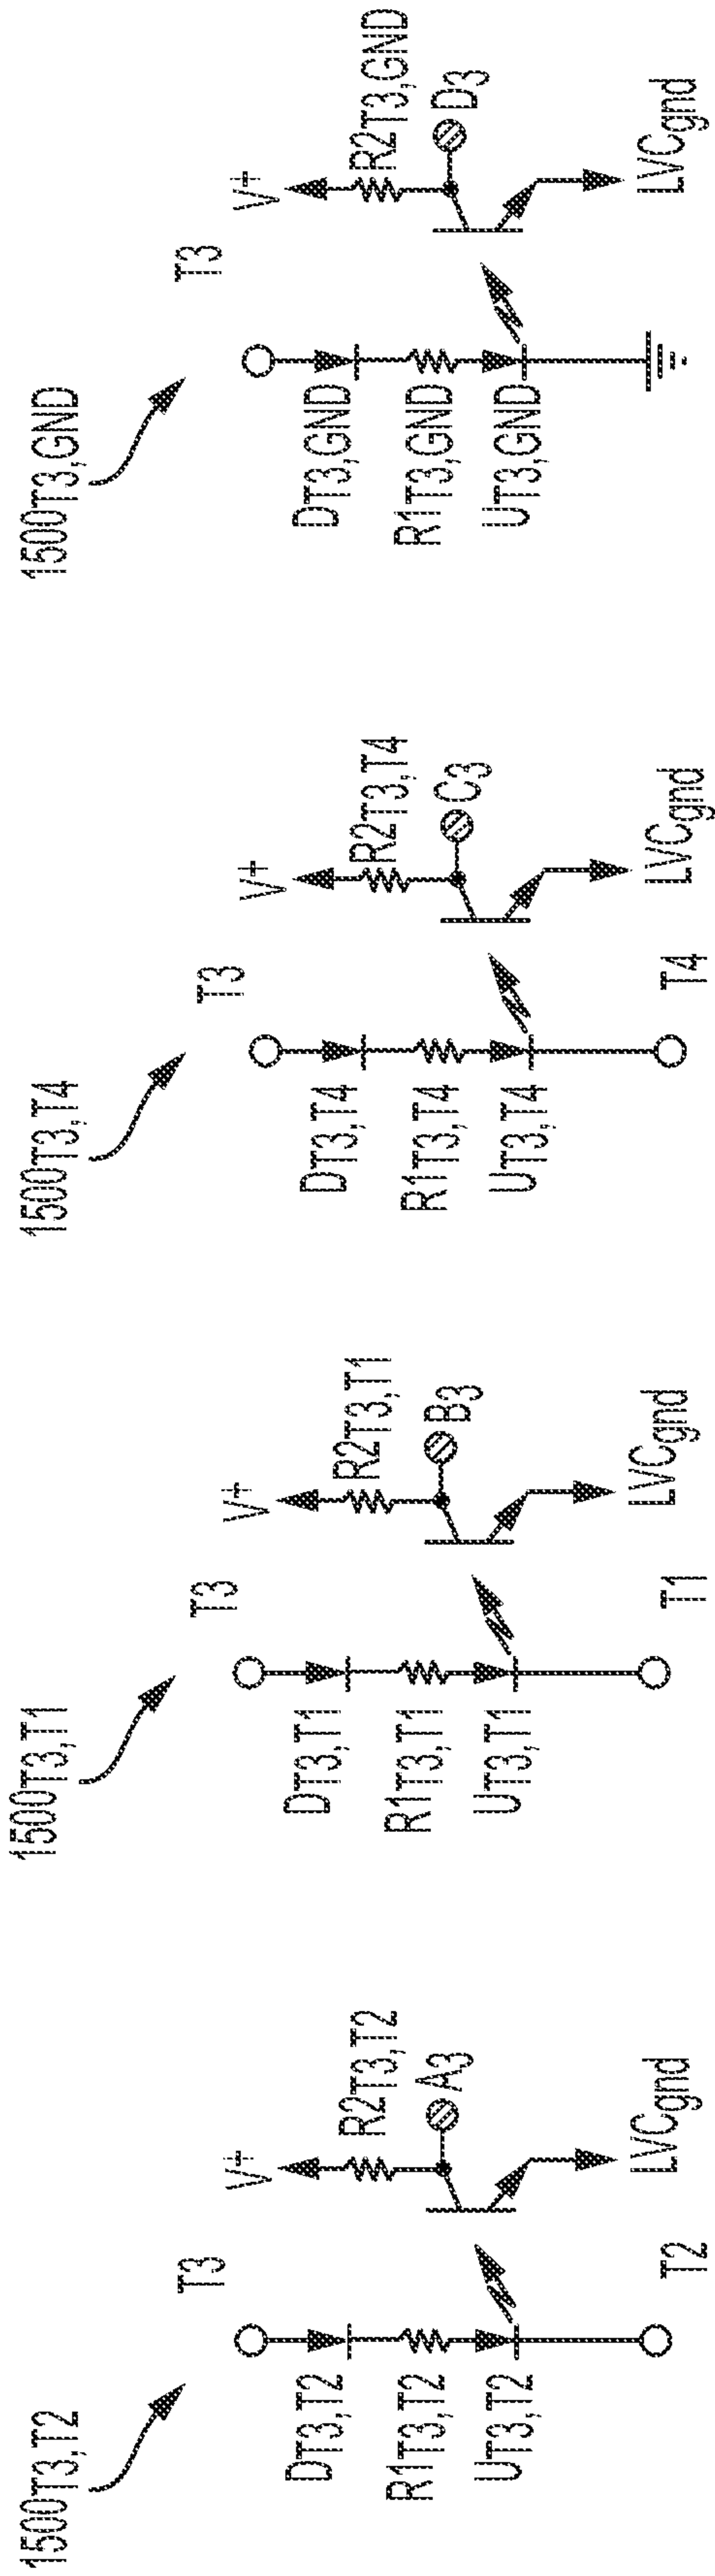 1500T3,T2
T3
V+
R2T3,T2
A3
DT3,T2
R1T3,T2
UT3,T2
T2
LVCgnd
1500T3,T1
T3
V+
R2T3,T1
B3
DT3,T1
R1T3,T1
UT3,T1
T1
LVCgnd
1500T3,T4
T3
V+
R2T3,T4
C3
DT3,T4
R1T3,T4
UT3,T4
T4
LVCgnd
1500T3,GND
T3
V+
R2T3,GND
D3
DT3,GND
R1T3,GND
UT3,GND
LVCgnd